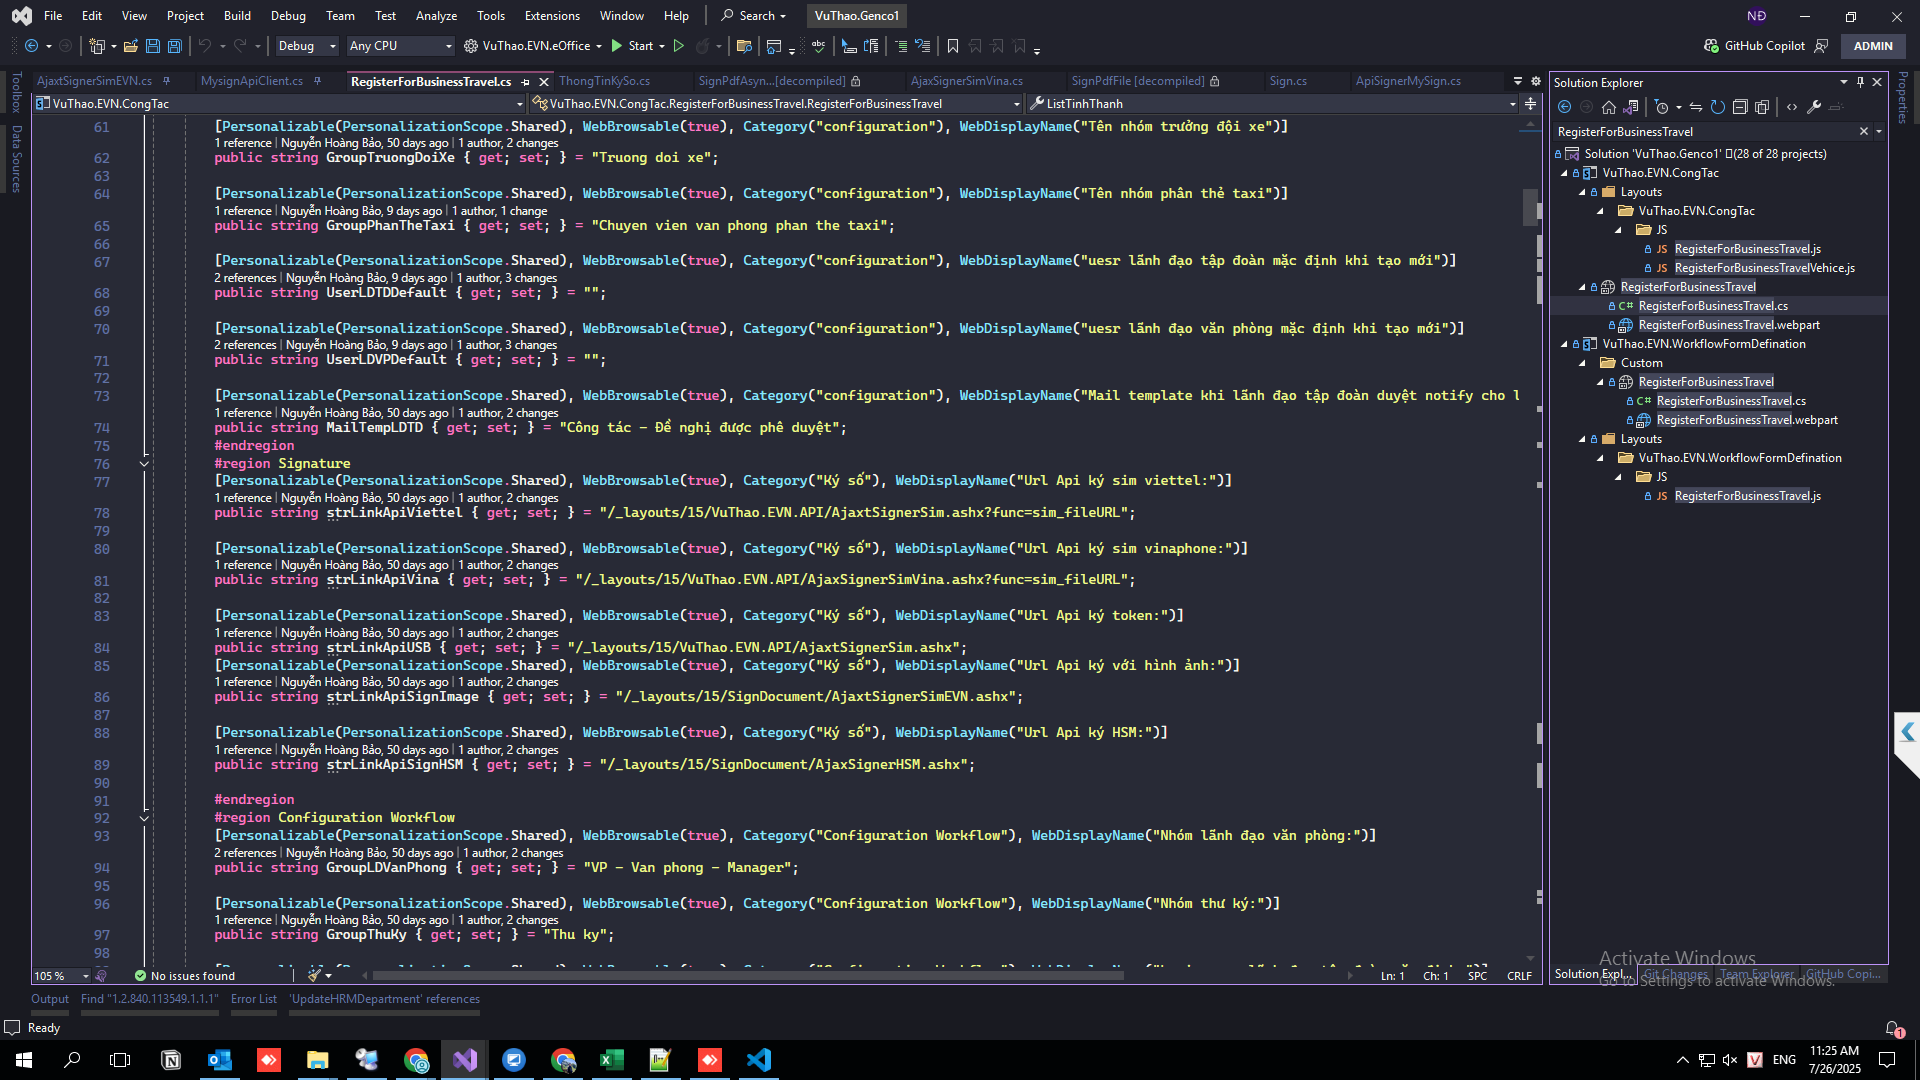 File Edit View Project Build Debug Team Test Analyze Tools Extensions Window Help Search VuThao.Genco1 NĐ
Debug Any CPU VuThao.EVN.eOffice Start GitHub Copilot ADMIN
AjaxtSignerSimEVN.cs MysignApiClient.cs RegisterForBusinessTravel.cs ThongTinKySo.cs SignPdfAsyn...[decompiled] AjaxSignerSimVina.cs SignPdfFile [decompiled] Sign.cs ApiSignerMySign.cs
VuThao.EVN.CongTac VuThao.EVN.CongTac.RegisterForBusinessTravel.RegisterForBusinessTravel ListTinhThanh
Toolbox
Data Sources
61 [Personalizable(PersonalizationScope.Shared), WebBrowsable(true), Category("configuration"), WebDisplayName("Tên nhóm trưởng đội xe")]
1 reference | Nguyễn Hoàng Bảo, 50 days ago | 1 author, 2 changes
62 public string GroupTruongDoiXe { get; set; } = "Truong doi xe";
63
64 [Personalizable(PersonalizationScope.Shared), WebBrowsable(true), Category("configuration"), WebDisplayName("Tên nhóm phân thẻ taxi")]
1 reference | Nguyễn Hoàng Bảo, 9 days ago | 1 author, 1 change
65 public string GroupPhanTheTaxi { get; set; } = "Chuyen vien van phong phan the taxi";
66
67 [Personalizable(PersonalizationScope.Shared), WebBrowsable(true), Category("configuration"), WebDisplayName("uesr lãnh đạo tập đoàn mặc định khi tạo mới")]
2 references | Nguyễn Hoàng Bảo, 9 days ago | 1 author, 3 changes
68 public string UserLDTDDefault { get; set; } = "";
69
70 [Personalizable(PersonalizationScope.Shared), WebBrowsable(true), Category("configuration"), WebDisplayName("uesr lãnh đạo văn phòng mặc định khi tạo mới")]
2 references | Nguyễn Hoàng Bảo, 9 days ago | 1 author, 3 changes
71 public string UserLDVPDefault { get; set; } = "";
72
73 [Personalizable(PersonalizationScope.Shared), WebBrowsable(true), Category("configuration"), WebDisplayName("Mail template khi lãnh đạo tập đoàn duyệt notify cho l
1 reference | Nguyễn Hoàng Bảo, 50 days ago | 1 author, 2 changes
74 public string MailTempLDTD { get; set; } = "Công tác - Đề nghị được phê duyệt";
75 #endregion
76 #region Signature
77 [Personalizable(PersonalizationScope.Shared), WebBrowsable(true), Category("Ký số"), WebDisplayName("Url Api ký sim viettel:")]
1 reference | Nguyễn Hoàng Bảo, 50 days ago | 1 author, 2 changes
78 public string strLinkApiViettel { get; set; } = "/_layouts/15/VuThao.EVN.API/AjaxSignerSim.ashx?func=sim_fileURL";
79
80 [Personalizable(PersonalizationScope.Shared), WebBrowsable(true), Category("Ký số"), WebDisplayName("Url Api ký sim vinaphone:")]
1 reference | Nguyễn Hoàng Bảo, 50 days ago | 1 author, 2 changes
81 public string strLinkApiVina { get; set; } = "/_layouts/15/VuThao.EVN.API/AjaxSignerSimVina.ashx?func=sim_fileURL";
82
83 [Personalizable(PersonalizationScope.Shared), WebBrowsable(true), Category("Ký số"), WebDisplayName("Url Api ký token:")]
1 reference | Nguyễn Hoàng Bảo, 50 days ago | 1 author, 2 changes
84 public string strLinkApiUSB { get; set; } = "/_layouts/15/VuThao.EVN.API/AjaxSignerSim.ashx";
85 [Personalizable(PersonalizationScope.Shared), WebBrowsable(true), Category("Ký số"), WebDisplayName("Url Api ký với hình ảnh:")]
1 reference | Nguyễn Hoàng Bảo, 50 days ago | 1 author, 2 changes
86 public string strLinkApiSignImage { get; set; } = "/_layouts/15/SignDocument/AjaxtSignerSimEVN.ashx";
87
88 [Personalizable(PersonalizationScope.Shared), WebBrowsable(true), Category("Ký số"), WebDisplayName("Url Api ký HSM:")]
1 reference | Nguyễn Hoàng Bảo, 50 days ago | 1 author, 2 changes
89 public string strLinkApiSignHSM { get; set; } = "/_layouts/15/SignDocument/AjaxSignerHSM.ashx";
90
91 #endregion
92 #region Configuration Workflow
93 [Personalizable(PersonalizationScope.Shared), WebBrowsable(true), Category("Configuration Workflow"), WebDisplayName("Nhóm lãnh đạo văn phòng:")]
2 references | Nguyễn Hoàng Bảo, 50 days ago | 1 author, 2 changes
94 public string GroupLDVanPhong { get; set; } = "VP - Van phong - Manager";
95
96 [Personalizable(PersonalizationScope.Shared), WebBrowsable(true), Category("Configuration Workflow"), WebDisplayName("Nhóm thư ký:")]
1 reference | Nguyễn Hoàng Bảo, 50 days ago | 1 author, 2 changes
97 public string GroupThuKy { get; set; } = "Thu ky";
98
105 % No issues found Ln: 1 Ch: 1 SPC CRLF
Output Find "1.2.840.113549.1.1.1" Error List 'UpdateHRMDepartment' references
Ready
Solution Explorer
RegisterForBusinessTravel
Solution 'VuThao.Genco1' (28 of 28 projects)
VuThao.EVN.CongTac
Layouts
VuThao.EVN.CongTac
JS
JS RegisterForBusinessTravel.js
JS RegisterForBusinessTravelVehice.js
RegisterForBusinessTravel
C# RegisterForBusinessTravel.cs
RegisterForBusinessTravel.webpart
VuThao.EVN.WorkflowFormDefination
Custom
RegisterForBusinessTravel
C# RegisterForBusinessTravel.cs
RegisterForBusinessTravel.webpart
Layouts
VuThao.EVN.WorkflowFormDefination
JS
JS RegisterForBusinessTravel.js
Properties
Activate Windows
Go to Settings to activate Windows.
Solution Expl... Git Changes Team Explorer GitHub Copi...
1
V ENG 11:25 AM
7/26/2025